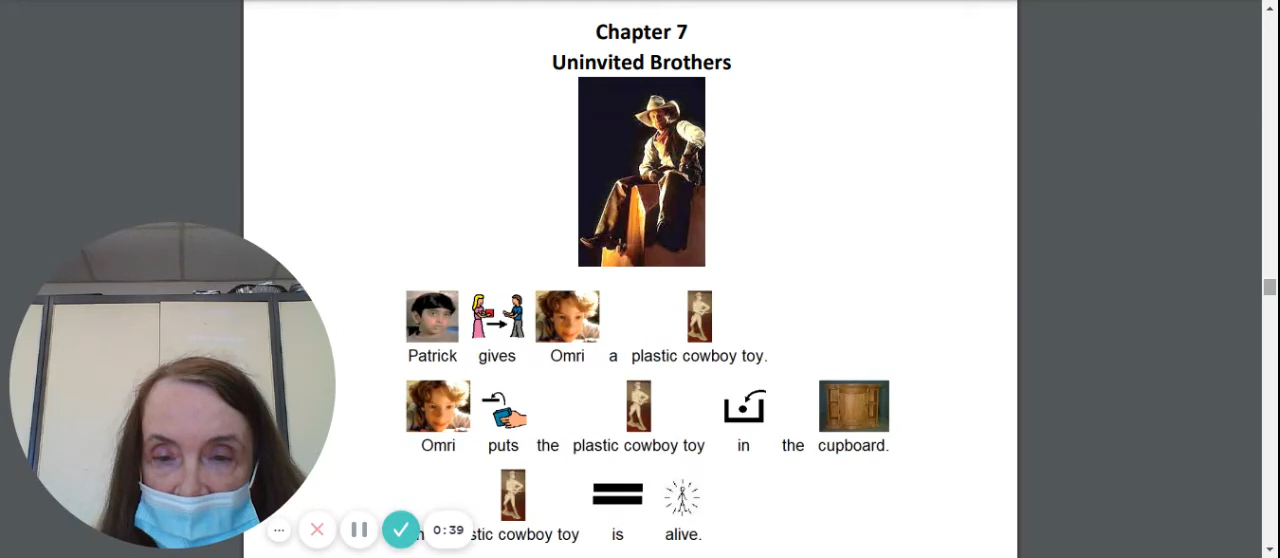 Chapter 7
Uninvited Brothers
Patrick gives Omri a plastic cowboy toy.
Omri puts the plastic cowboy toy in the cupboard.
cowboy toy is alive.
0:39